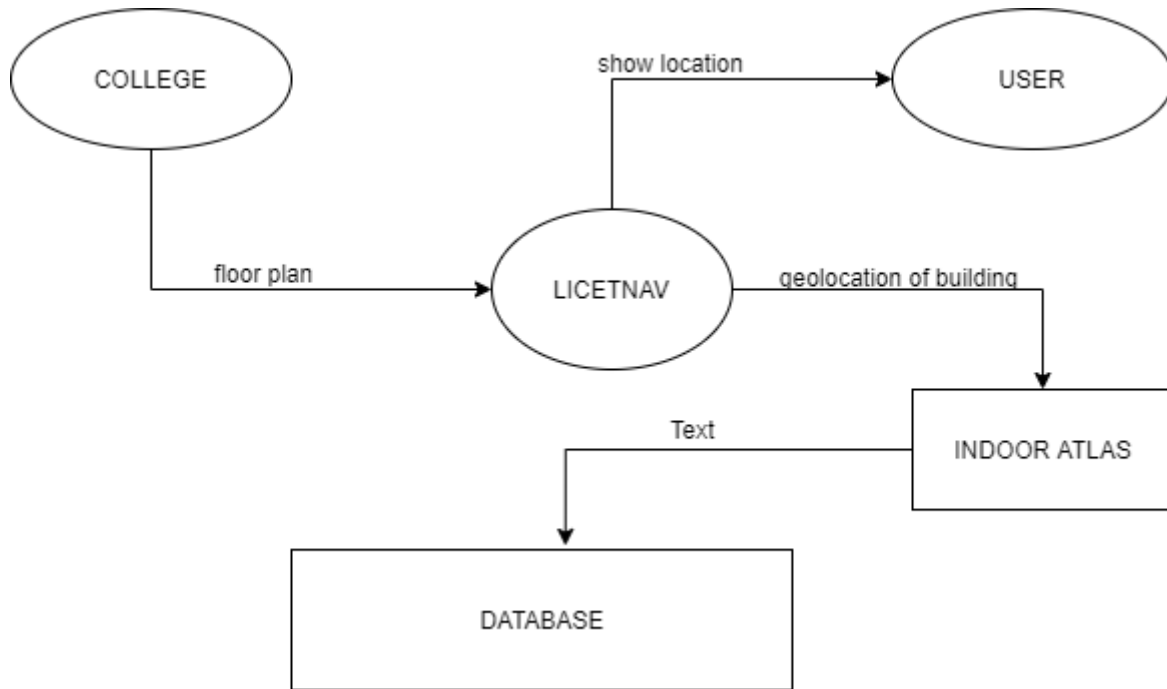 COLLEGE
show location
USER
floor plan
LICETNAV
geolocation of building
Text
INDOOR ATLAS
DATABASE